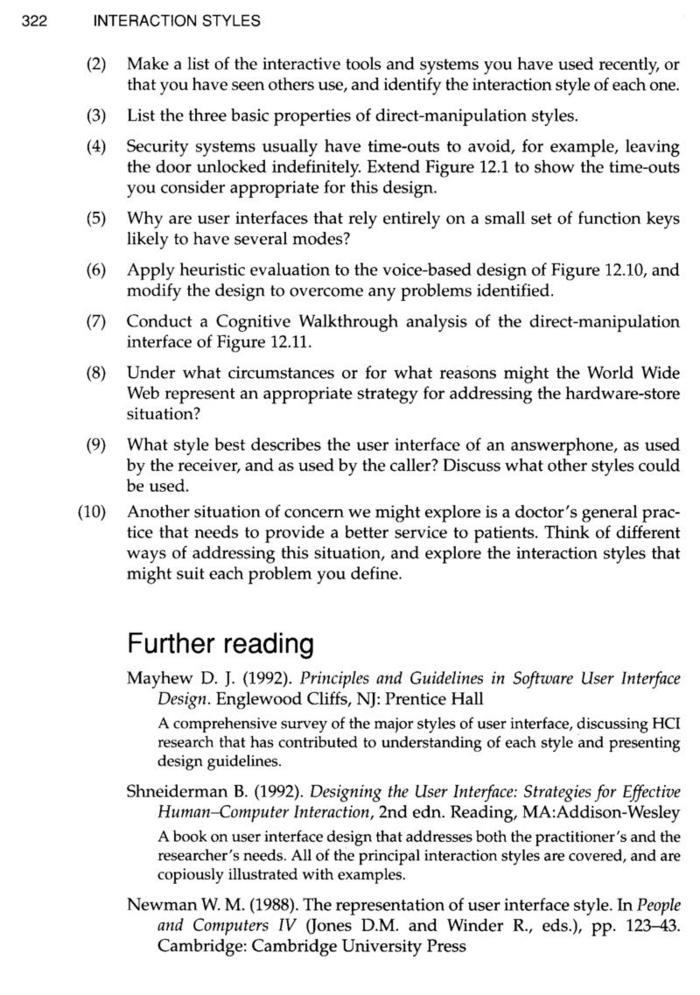 322 INTERACTION STYLES
(2) Make a list of the interactive tools and systems you have used recently, or
that you have seen others use, and identify the interaction style of each one.
(3) List the three basic properties of direct-manipulation styles.
(4) Security systems usually have time-outs to avoid, for example, leaving
the door unlocked indefinitely. Extend Figure 12.1 to show the time-outs
you consider appropriate for this design.
(5) Why are user interfaces that rely entirely on a small set of function keys
likely to have several modes?
(6) Apply heuristic evaluation to the voice-based design of Figure 12.10, and
modify the design to overcome any problems identified.
(7) Conduct a Cognitive Walkthrough analysis of the direct-manipulation
interface of Figure 12.11.
(8) Under what circumstances or for what reasons might the World Wide
Web represent an appropriate strategy for addressing the hardware-store
situation?
(9) What style best describes the user interface of an answerphone, as used
by the receiver, and as used by the caller? Discuss what other styles could
be used.
(10) Another situation of concern we might explore is a doctor's general prac-
tice that needs to provide a better service to patients. Think of different
ways of addressing this situation, and explore the interaction styles that
might suit each problem you define.
Further reading
Mayhew D. J. (1992). Principles and Guidelines in Software User Interface
Design. Englewood Cliffs, NJ: Prentice Hall
A comprehensive survey of the major styles of user interface, discussing HCI
research that has contributed to understanding of each style and presenting
design guidelines.
Shneiderman B. (1992). Designing the User Interface: Strategies for Effective
Human–Computer Interaction, 2nd edn. Reading, MA:Addison-Wesley
A book on user interface design that addresses both the practitioner's and the
researcher's needs. All of the principal interaction styles are covered, and are
copiously illustrated with examples.
Newman W. M. (1988). The representation of user interface style. In People
and Computers IV (Jones D.M. and Winder R., eds.), pp. 123–43.
Cambridge: Cambridge University Press